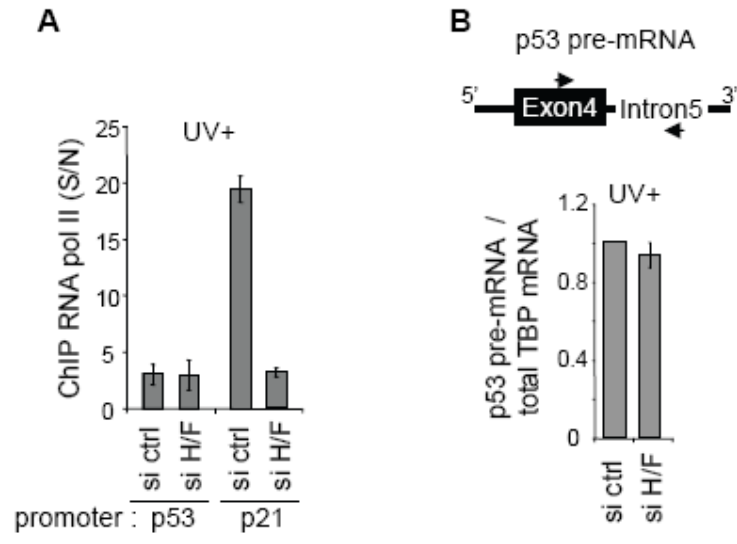 A
UV+
ChIP RNA pol II (S/N)
25
20
15
10
5
0
si ctrl
si H/F
si ctrl
si H/F
promoter : p53 p21
B
p53 pre-mRNA
5' Exon4 Intron5 3'
UV+
p53 pre-mRNA /
total TBP mRNA
1.2
0.8
0.4
0
si ctrl
si H/F